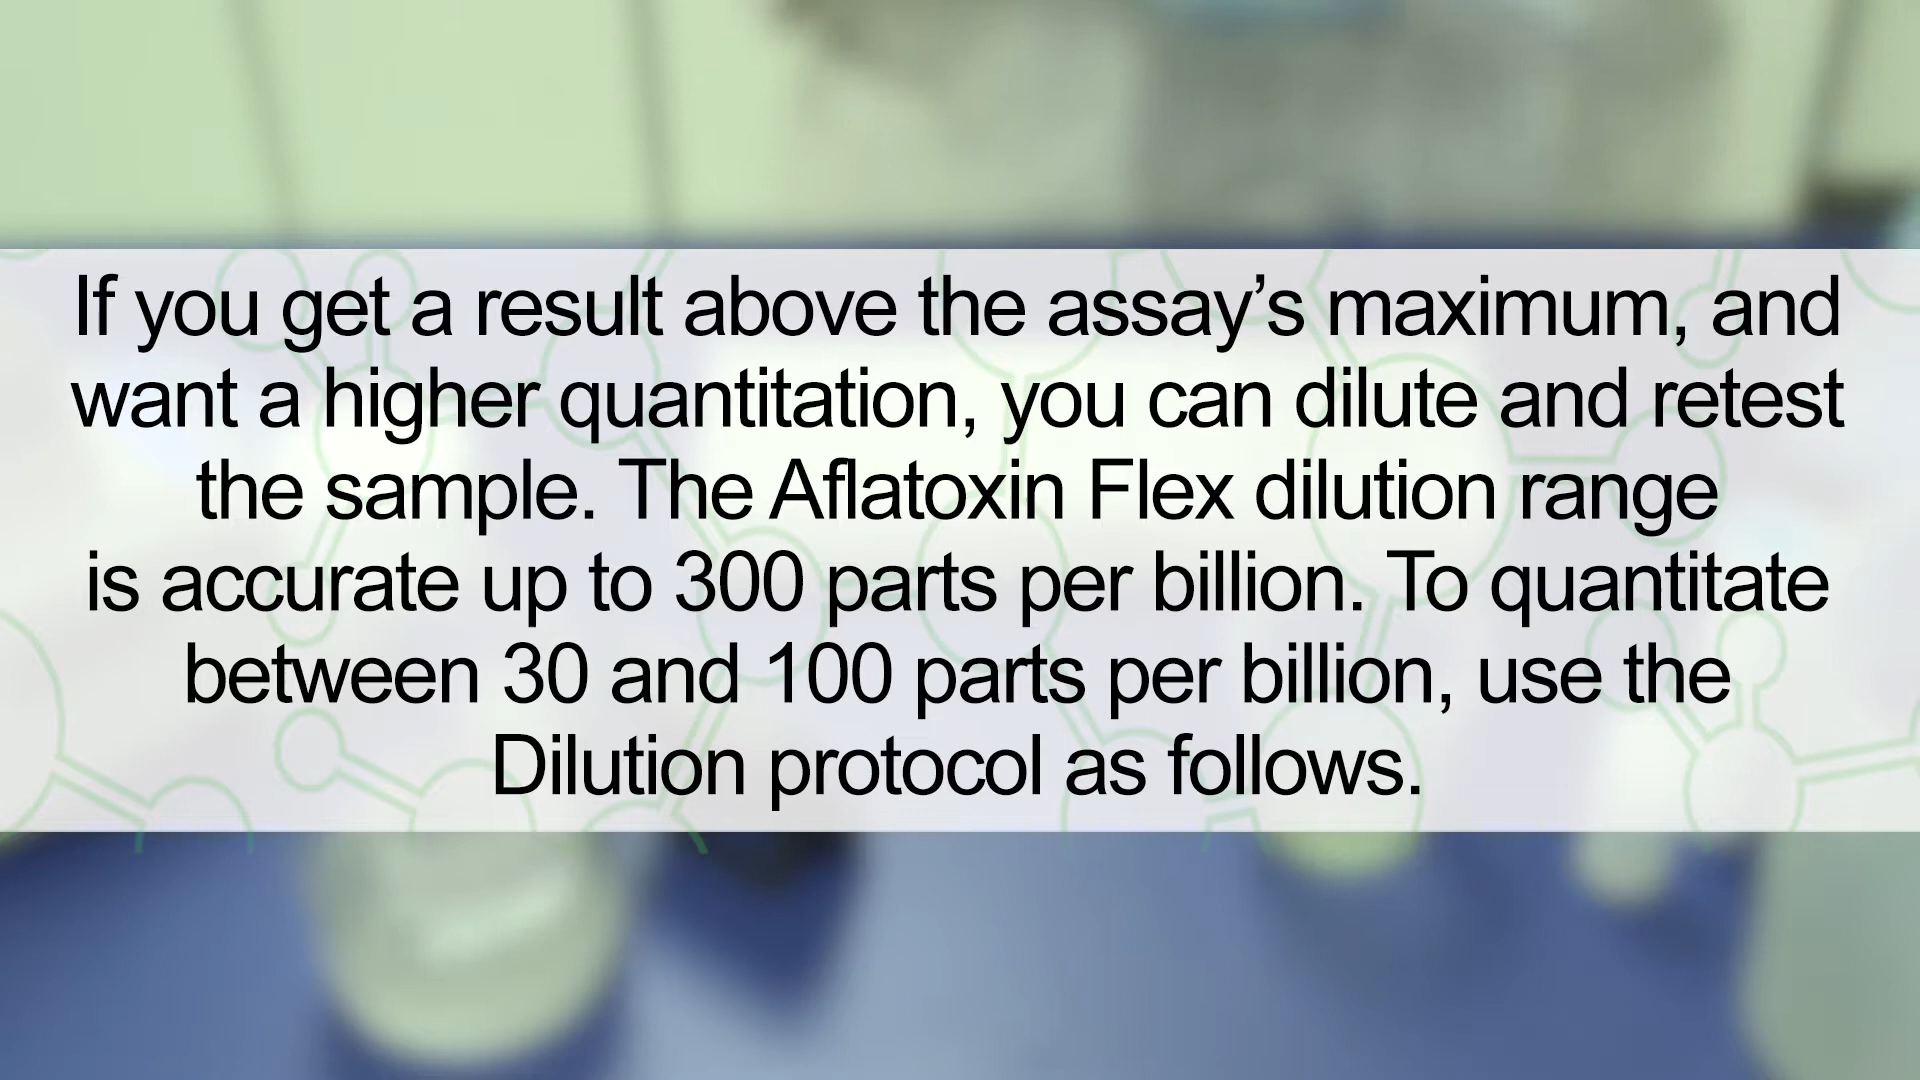 If you get a result above the assay’s maximum, and
want a higher quantitation, you can dilute and retest
the sample. The Aflatoxin Flex dilution range
is accurate up to 300 parts per billion. To quantitate
between 30 and 100 parts per billion, use the
Dilution protocol as follows.